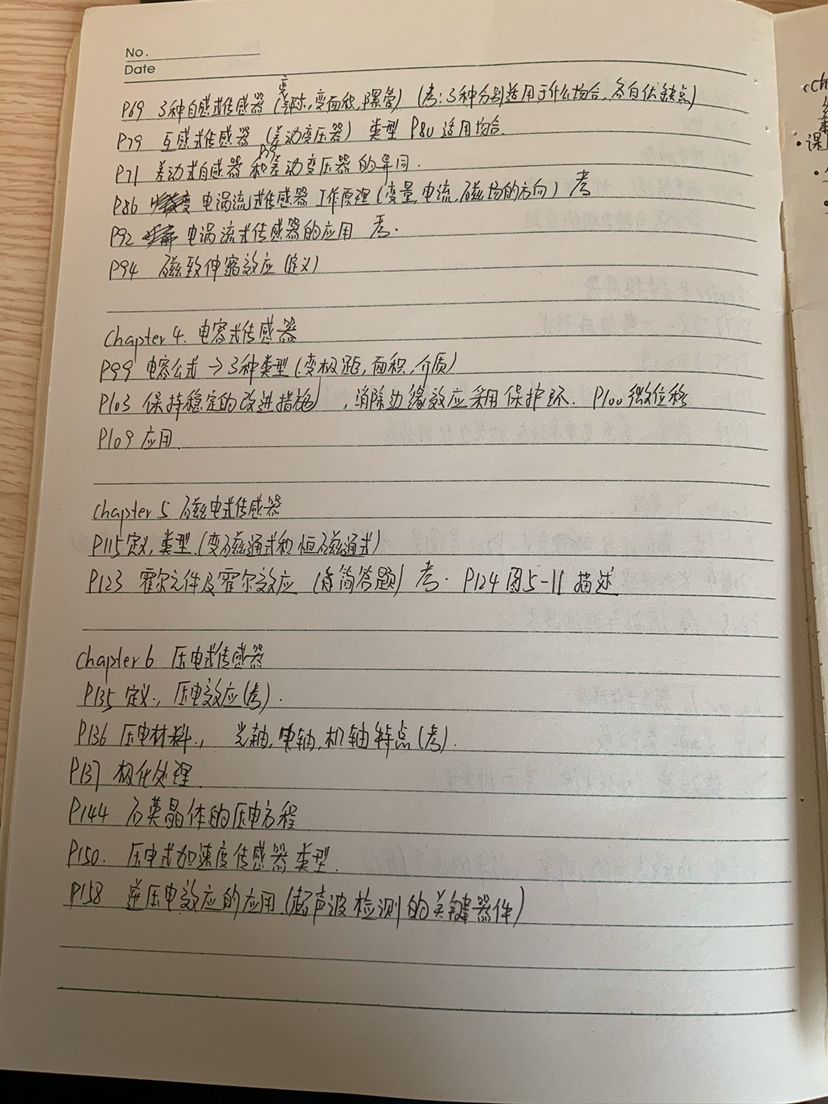 No.
Date
P69 3种自感式传感器 (变气隙,变面积,螺管) (考:3种分别适用于什么场合,各自优缺点)
P79 互感式传感器 (差动变压器) 类型 P80 适用场合.
P71 差动式自感器和差动变压器的异同.
P86 电涡流式传感器 工作原理 (变量,电流,磁场的方向) 考
P92 电涡流式传感器的应用 考.
P94 磁致伸缩效应 (定义)
Chapter 4. 电容式传感器
P99 电容公式 → 3种类型 (变极距,面积,介质)
P103 保持稳定的改进措施 ,消除边缘效应采用保护环. P100 微位移
P109 应用
Chapter 5 磁电式传感器
P115 定义,类型.(变磁通式和恒磁通式)
P123 霍尔元件及霍尔效应 (简答题) 考. P124 图5-11 描述
Chapter 6 压电式传感器
P135 定义., 压电效应(考).
P136 压电材料., 光轴,电轴,机轴特点(考).
P137 极化处理.
P144 石英晶体的压电方程
P150. 压电式加速度传感器类型.
P158 逆压电效应的应用.(超声波检测的关键器件)
ch
·课